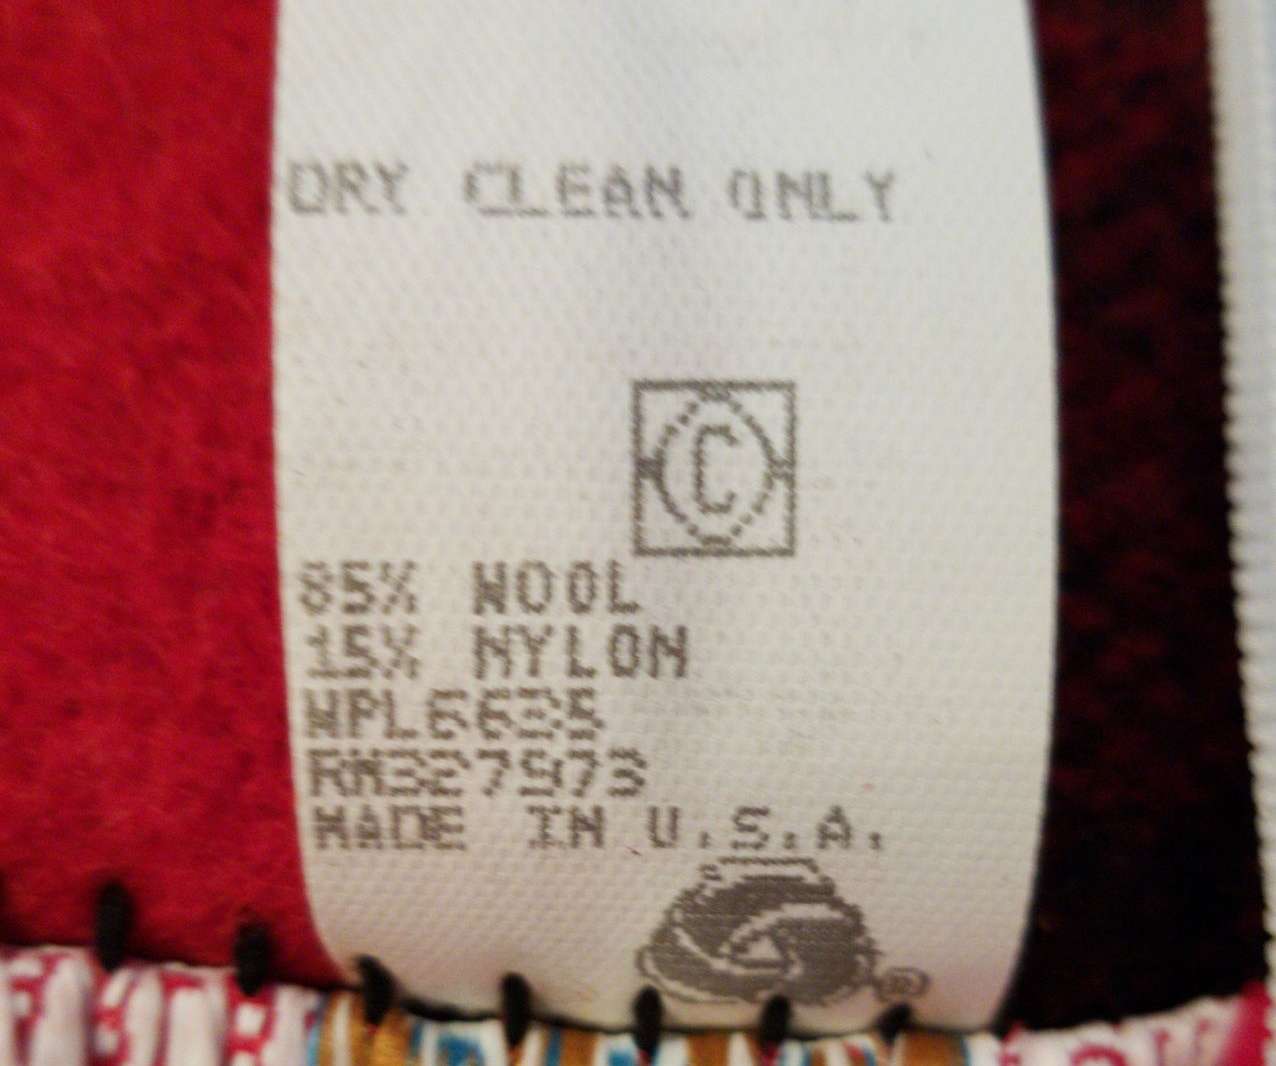 DRY CLEAN ONLY
C
85% WOOL
15% NYLON
WPL6635
RN327973
MADE IN U.S.A.
®